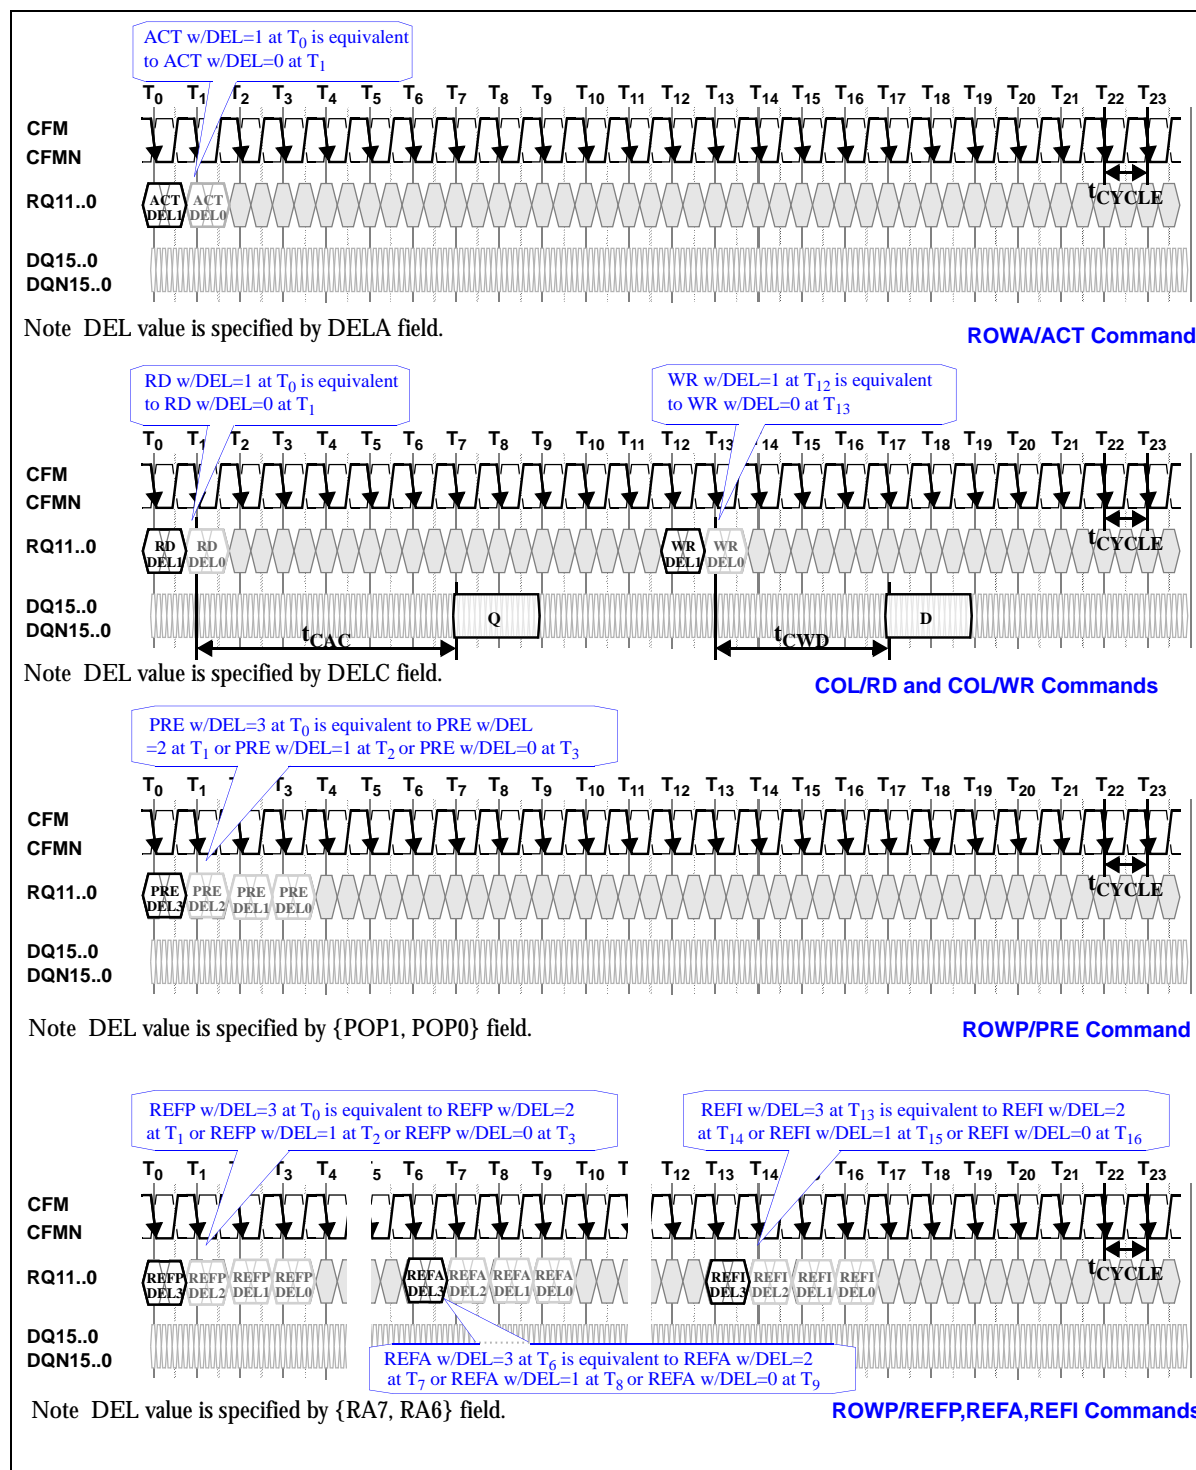 ACT w/DEL=1 at T0 is equivalent
to ACT w/DEL=0 at T1
T0 T1 T2 T3 T4 T5 T6 T7 T8 T9 T10 T11 T12 T13 T14 T15 T16 T17 T18 T19 T20 T21 T22 T23
CFM
CFMN
RQ11..0 ACT DEL1 ACT DEL0 tCYCLE
DQ15..0
DQN15..0
Note DEL value is specified by DELA field.
ROWA/ACT Command
RD w/DEL=1 at T0 is equivalent
to RD w/DEL=0 at T1
WR w/DEL=1 at T12 is equivalent
to WR w/DEL=0 at T13
T0 T1 T2 T3 T4 T5 T6 T7 T8 T9 T10 T11 T12 T13 T14 T15 T16 T17 T18 T19 T20 T21 T22 T23
CFM
CFMN
RQ11..0 RD DEL1 RD DEL0 WR DEL1 WR DEL0 tCYCLE
DQ15..0
DQN15..0 tCAC Q tCWD D
Note DEL value is specified by DELC field.
COL/RD and COL/WR Commands
PRE w/DEL=3 at T0 is equivalent to PRE w/DEL
=2 at T1 or PRE w/DEL=1 at T2 or PRE w/DEL=0 at T3
T0 T1 T3 T4 T5 T6 T7 T8 T9 T10 T11 T12 T13 T14 T15 T16 T17 T18 T19 T20 T21 T22 T23
CFM
CFMN
RQ11..0 PRE DEL3 PRE DEL2 PRE DEL1 PRE DEL0 tCYCLE
DQ15..0
DQN15..0
Note DEL value is specified by {POP1, POP0} field.
ROWP/PRE Command
REFP w/DEL=3 at T0 is equivalent to REFP w/DEL=2
at T1 or REFP w/DEL=1 at T2 or REFP w/DEL=0 at T3
REFI w/DEL=3 at T13 is equivalent to REFI w/DEL=2
at T14 or REFI w/DEL=1 at T15 or REFI w/DEL=0 at T16
T0 T1 T3 T4 5 T6 T7 T8 T9 T10 T12 T13 T14 T16 T17 T18 T19 T20 T21 T22 T23
CFM
CFMN
RQ11..0 REFP DEL3 REFP DEL2 REFP DEL1 REFP DEL0 REFA DEL3 REFA DEL2 REFA DEL1 REFA DEL0 REFI DEL3 REFI DEL2 REFI DEL1 REFI DEL0 tCYCLE
DQ15..0
DQN15..0
REFA w/DEL=3 at T6 is equivalent to REFA w/DEL=2
at T7 or REFA w/DEL=1 at T8 or REFA w/DEL=0 at T9
Note DEL value is specified by {RA7, RA6} field.
ROWP/REFP,REFA,REFI Commands